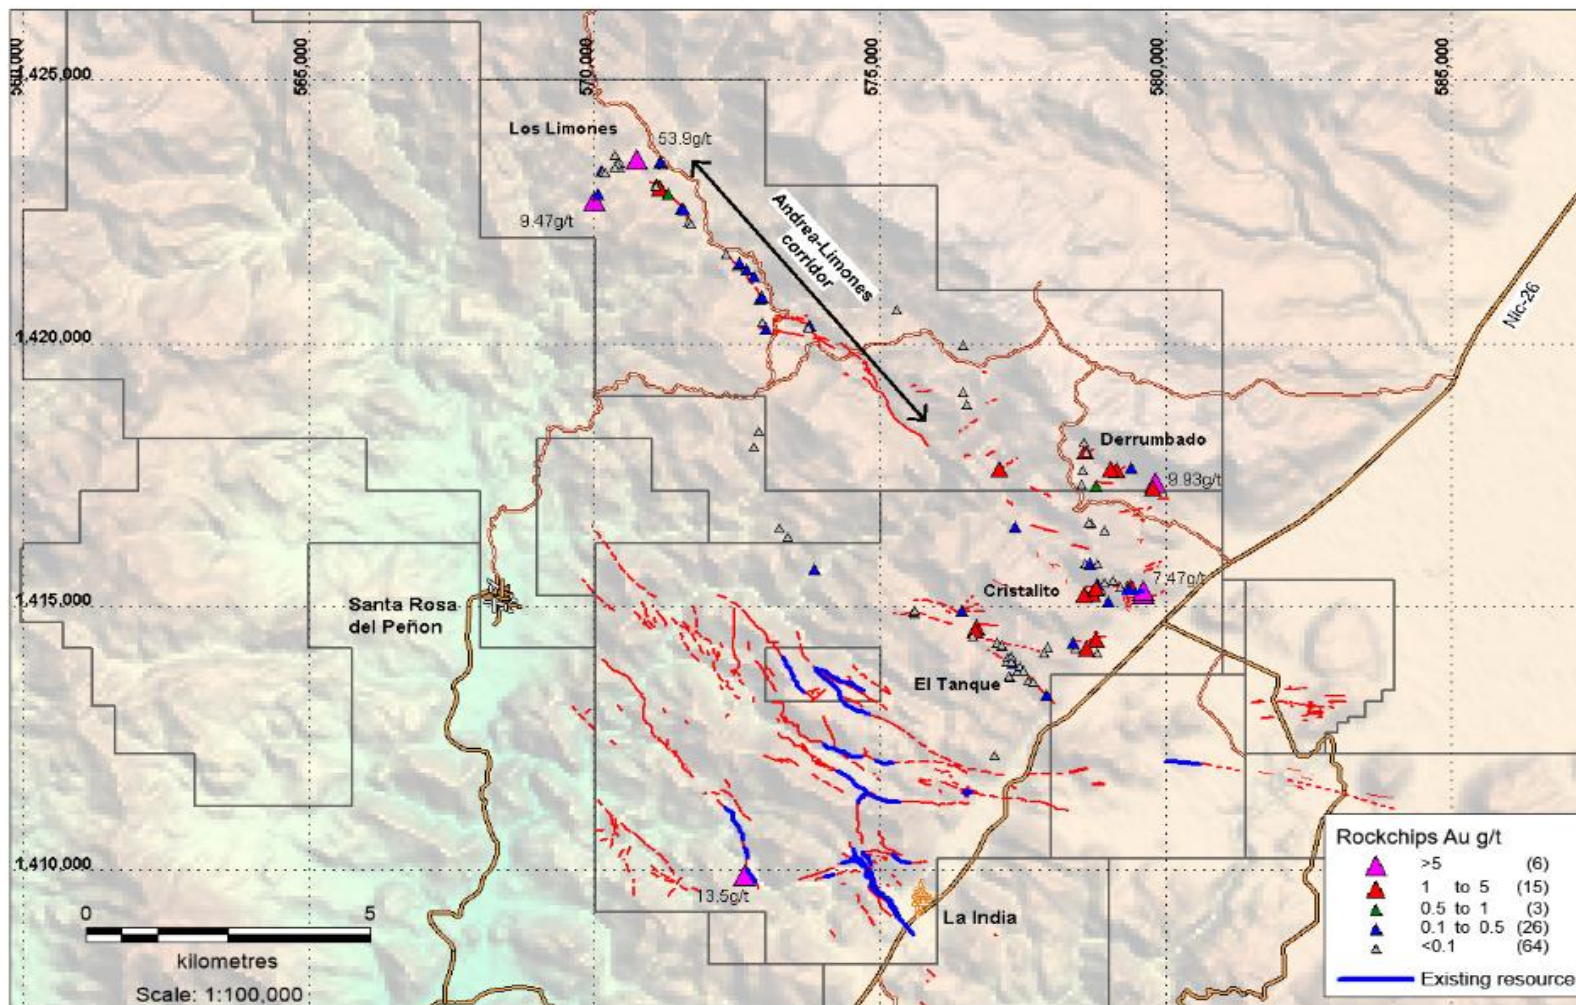 560,000
565,000
570,000
575,000
580,000
585,000
1,425,000
Los Limones
53.9g/t
9.47g/t
Andrea-Limones
corridor
Nic-26
1,420,000
Derrumbado
9.93g/t
7.47g/t
Cristalito
1,415,000
Santa Rosa
del Peñon
El Tanque
1,410,000
13.5g/t
La India
0 5
kilometres
Scale: 1:100,000
Rockchips Au g/t
>5 (6)
1 to 5 (15)
0.5 to 1 (3)
0.1 to 0.5 (26)
<0.1 (64)
Existing resource